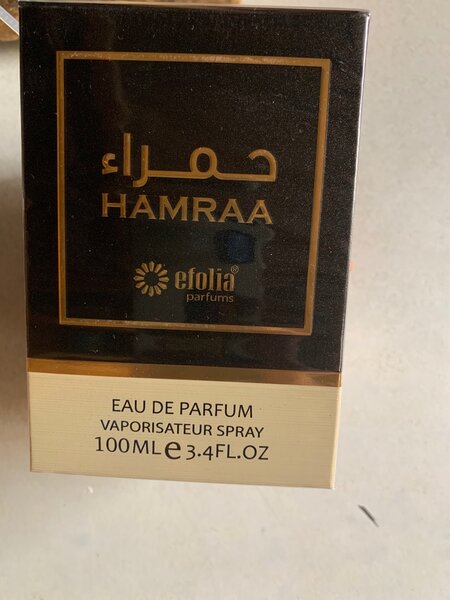 حمراء
HAMRAA
efolia®
parfums
EAU DE PARFUM
VAPORISATEUR SPRAY
100ML e 3.4FL.OZ